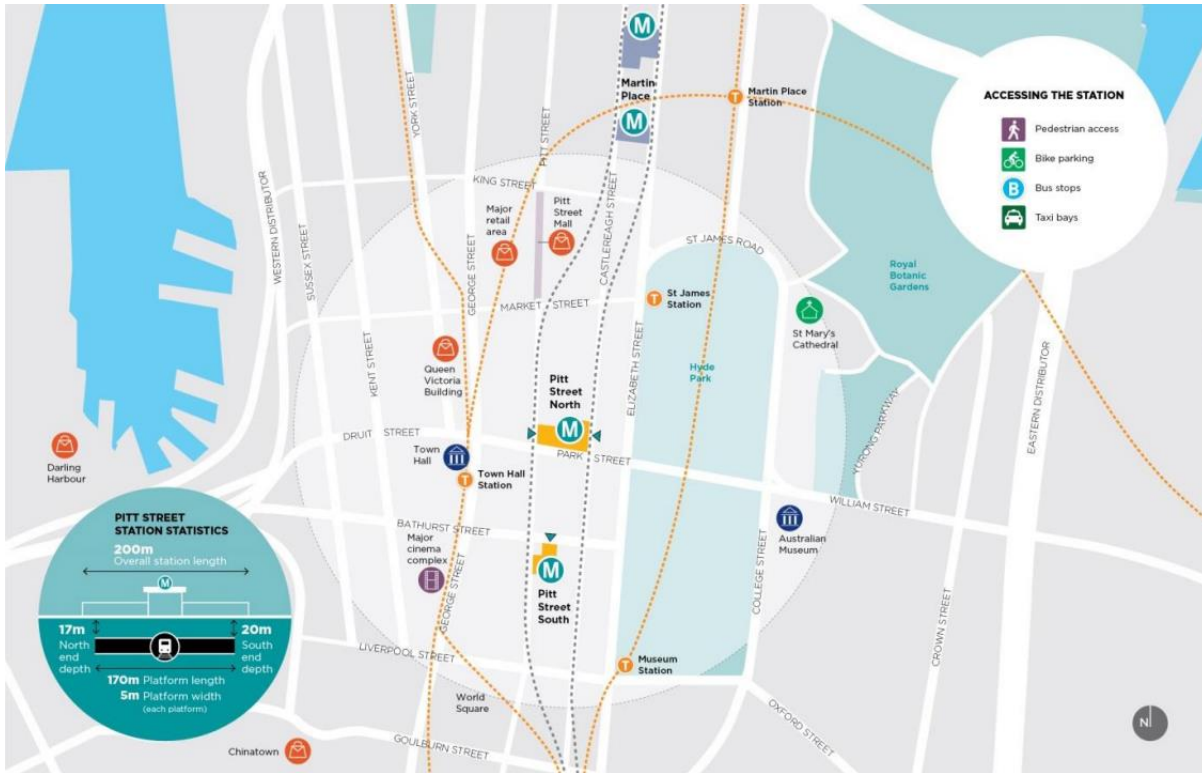 M
Martin
Place
M
T
Martin Place
Station
YORK STREET
PITT STREET
KING STREET
WESTERN DISTRIBUTOR
SUSSEX STREET
Major
retail
area
Pitt
Street
Mall
CASTLEREAGH STREET
ST JAMES ROAD
GEORGE STREET
MARKET STREET
T
St James
Station
Royal
Botanic
Gardens
St Mary's
Cathedral
KENT STREET
Queen
Victoria
Building
Pitt
Street
North
M
ELIZABETH STREET
Hyde
Park
EASTERN DISTRIBUTOR
YURONG PARKWAY
DRUIT STREET
PARK STREET
WILLIAM STREET
Darling
Harbour
Town
Hall
T
Town Hall
Station
BATHURST STREET
Major
cinema
complex
M
Pitt
Street
South
Australian
Museum
COLLEGE STREET
CROWN STREET
GEORGE STREET
LIVERPOOL STREET
T
Museum
Station
World
Square
OXFORD STREET
Chinatown
GOULBURN STREET
N
ACCESSING THE STATION
Pedestrian access
Bike parking
B
Bus stops
Taxi bays
PITT STREET
STATION STATISTICS
200m
Overall station length
M
17m
North
end
depth
20m
South
end
depth
170m Platform length
5m Platform width
(each platform)